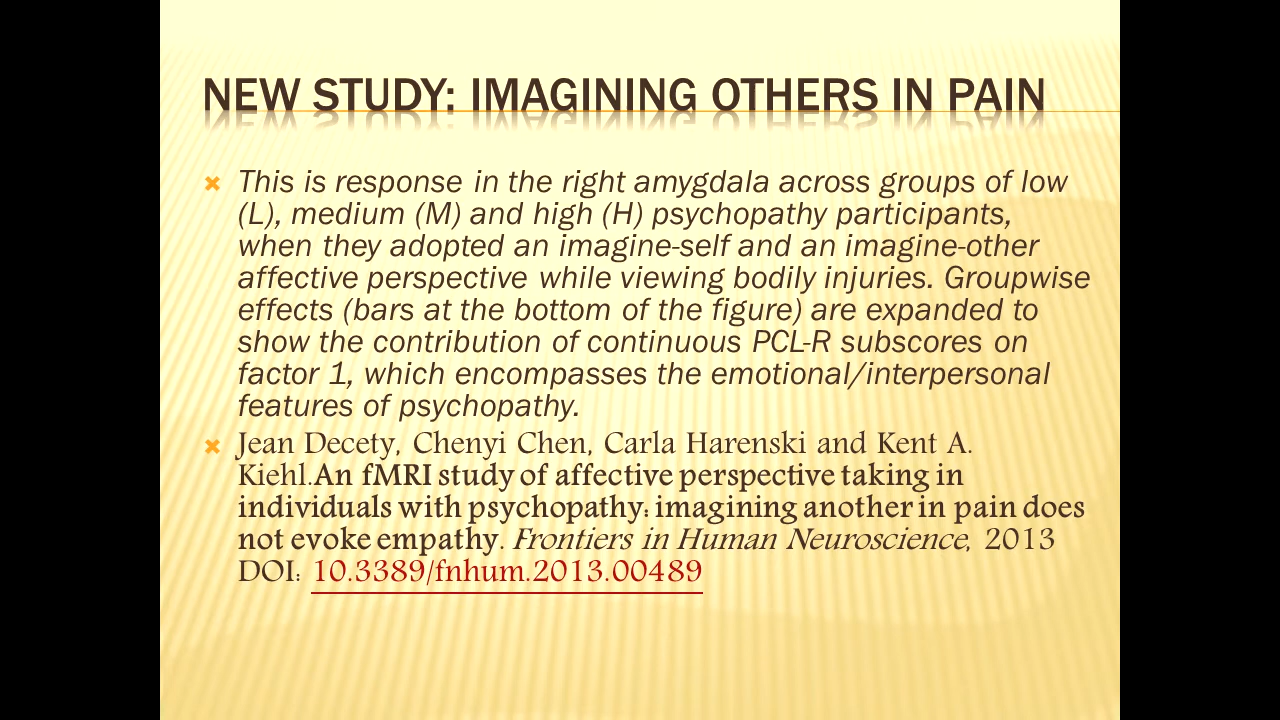 NEW STUDY: IMAGINING OTHERS IN PAIN
This is response in the right amygdala across groups of low
(L), medium (M) and high (H) psychopathy participants,
when they adopted an imagine-self and an imagine-other
affective perspective while viewing bodily injuries. Groupwise
effects (bars at the bottom of the figure) are expanded to
show the contribution of continuous PCL-R subscores on
factor 1, which encompasses the emotional/interpersonal
features of psychopathy.
Jean Decety, Chenyi Chen, Carla Harenski and Kent A.
Kiehl.An fMRI study of affective perspective taking in
individuals with psychopathy: imagining another in pain does
not evoke empathy. Frontiers in Human Neuroscience, 2013
DOI: 10.3389/fnhum.2013.00489